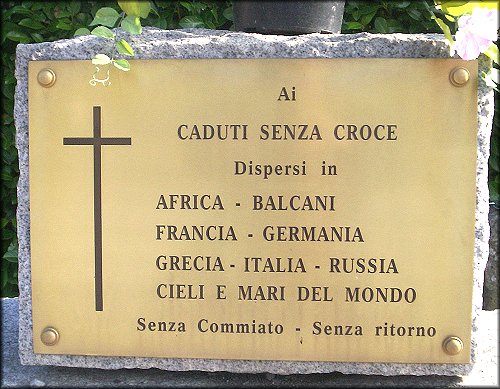 Ai
CADUTI SENZA CROCE
Dispersi in
AFRICA - BALCANI
FRANCIA - GERMANIA
GRECIA - ITALIA - RUSSIA
CIELI E MARI DEL MONDO
Senza Commiato - Senza ritorno